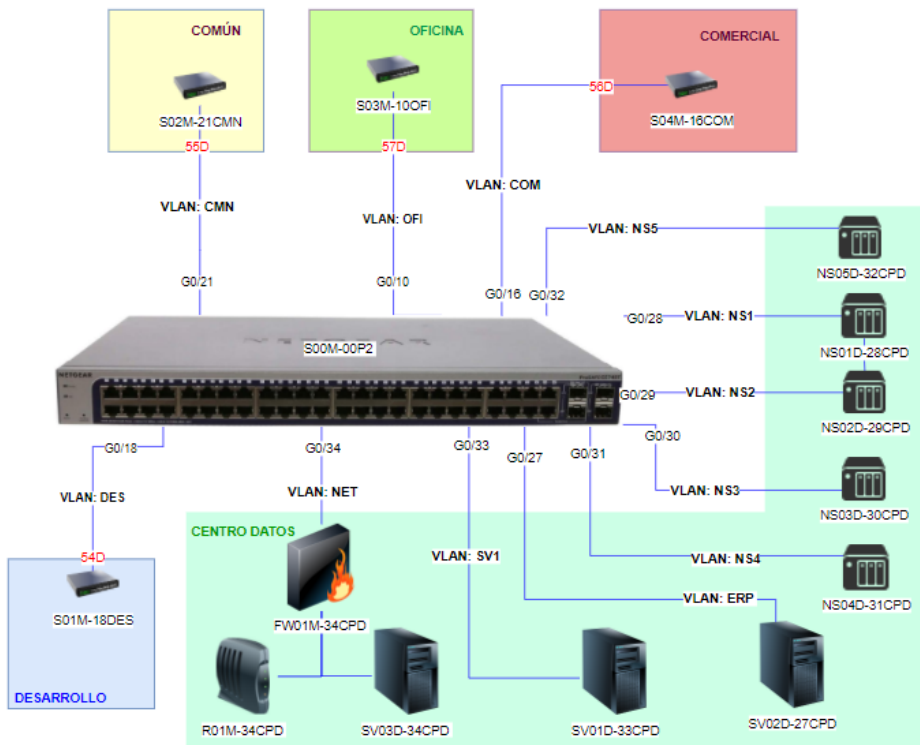 COMÚN
OFICINA
COMERCIAL
S02M-21CMN
S03M-10OFI
S04M-16COM
56D
55D
57D
VLAN: COM
VLAN: CMN
VLAN: OFI
VLAN: NS5
NS05D-32CPD
G0/21
G0/10
G0/16
G0/32
G0/28
VLAN: NS1
S00M-00P2
NS01D-28CPD
NETGEAR
G0/29
VLAN: NS2
NS02D-29CPD
G0/18
G0/34
G0/33
G0/27
G0/31
G0/30
VLAN: DES
VLAN: NET
VLAN: NS3
NS03D-30CPD
CENTRO DATOS
54D
VLAN: SV1
VLAN: NS4
NS04D-31CPD
VLAN: ERP
S01M-18DES
FW01M-34CPD
DESARROLLO
R01M-34CPD
SV03D-34CPD
SV01D-33CPD
SV02D-27CPD